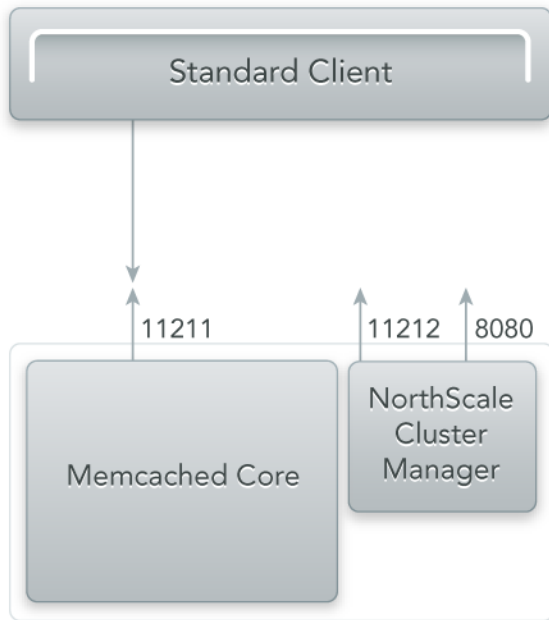 Standard Client
11211
11212
8080
Memcached Core
NorthScale
Cluster
Manager